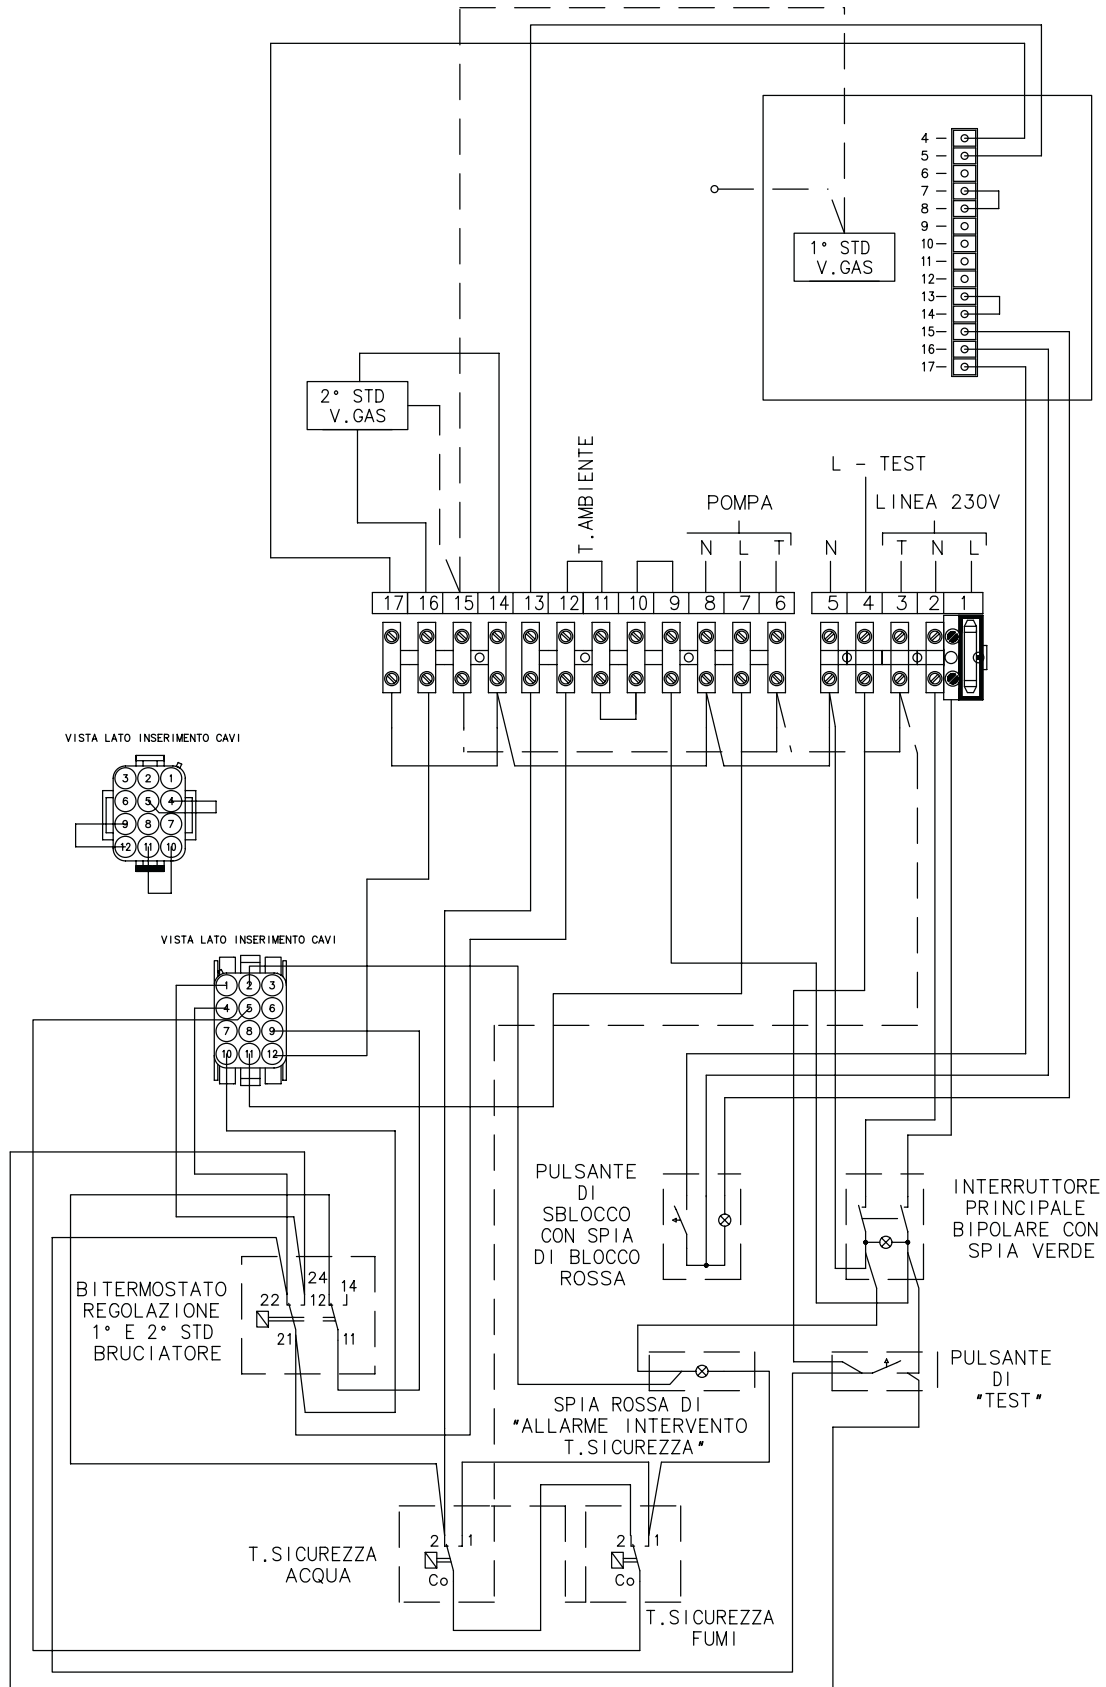 4
5
6
7
8
9
10
11
12
13
14
15
16
17
1° STD
V.GAS
2° STD
V.GAS
T.AMBIENTE
L - TEST
POMPA
LINEA 230V
N L T N T N L
17 16 15 14 13 12 11 10 9 8 7 6 5 4 3 2 1
VISTA LATO INSERIMENTO CAVI
3 2 1
6 5 4
9 8 7
12 11 10
VISTA LATO INSERIMENTO CAVI
1 2 3
4 5 6
7 8 9
10 11 12
PULSANTE
DI
SBLOCCO
CON SPIA
DI BLOCCO
ROSSA
INTERRUTTORE
PRINCIPALE
BIPOLARE CON
SPIA VERDE
BITERMOSTATO
REGOLAZIONE
1° E 2° STD
BRUCIATORE
24
14
22
12
21
11
PULSANTE
DI
"TEST"
SPIA ROSSA DI
"ALLARME INTERVENTO
T.SICUREZZA"
T.SICUREZZA
ACQUA
2 1
Co
2 1
Co
T.SICUREZZA
FUMI